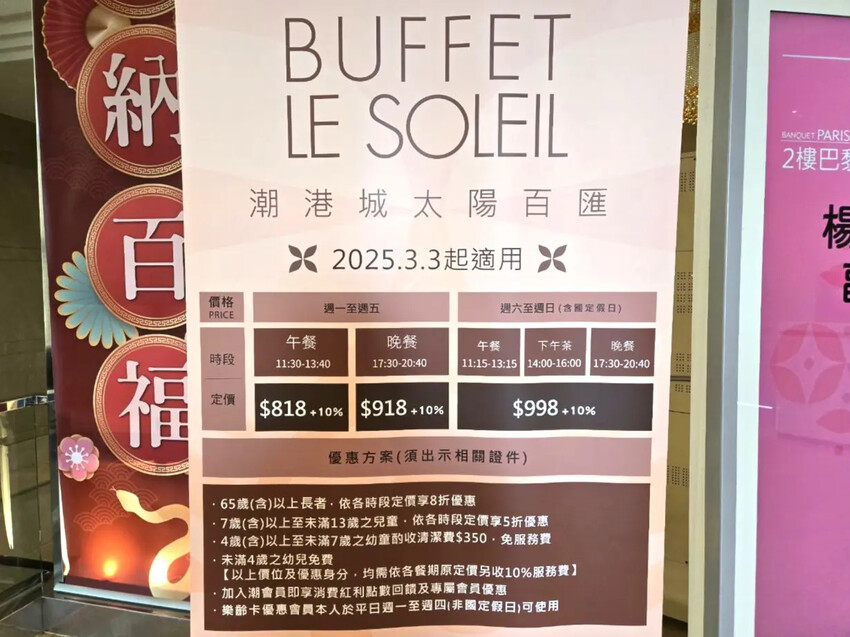 納
百
福
BUFFET
LE SOLEIL
潮港城太陽百匯
2025.3.3起適用
價格
PRICE
週一至週五
週六至週日(含國定假日)
時段
午餐
11:30-13:40
晚餐
17:30-20:40
午餐
11:15-13:15
下午茶
14:00-16:00
晚餐
17:30-20:40
定價
$818+10%
$918+10%
$998+10%
優惠方案(須出示相關證件)
·65歲(含)以上長者,依各時段定價享8折優惠
·7歲(含)以上至未滿13歲之兒童,依各時段定價享5折優惠
·4歲(含)以上至未滿7歲之幼童酌收清潔費$350,免服務費
·未滿4歲之幼兒免費
【以上價位及優惠身分,均需依各餐期原定價另收10%服務費】
·加入潮會員即享消費紅利點數回饋及專屬會員優惠
·樂齡卡優惠會員本人於平日週一至週四(非國定假日)可使用
BANQUET PARIS
2樓巴黎
楊